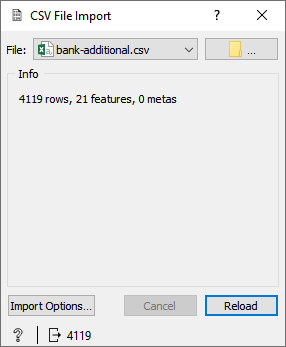 CSV File Import
File: bank-additional.csv ...
Info
4119 rows, 21 features, 0 metas
Import Options... Cancel Reload
? 4119